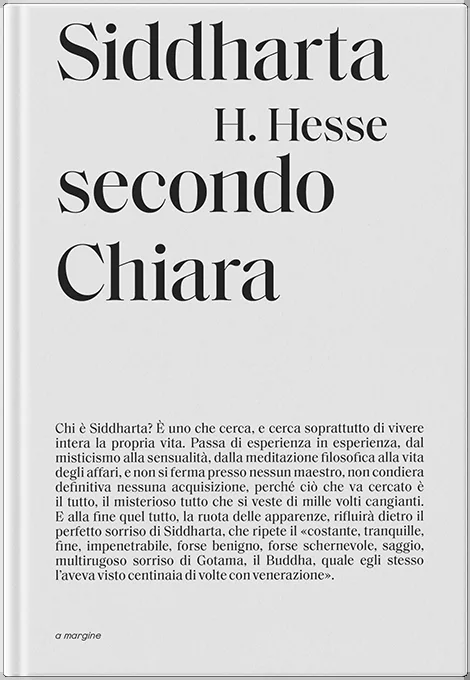 Siddharta
H. Hesse
secondo
Chiara
Chi è Siddharta? È uno che cerca, e cerca soprattutto di vivere
intera la propria vita. Passa di esperienza in esperienza, dal
misticismo alla sensualità, dalla meditazione filosofica alla vita
degli affari, e non si ferma presso nessun maestro, non condiera
definitiva nessuna acquisizione, perché ciò che va cercato è
il tutto, il misterioso tutto che si veste di mille volti cangianti.
E alla fine quel tutto, la ruota delle apparenze, rifluirà dietro il
perfetto sorriso di Siddharta, che ripete il «costante, tranquille,
fine, impenetrabile, forse benigno, forse schernevole, saggio,
multirugoso sorriso di Gotama, il Buddha, quale egli stesso
l'aveva visto centinaia di volte con venerazione».
a margine